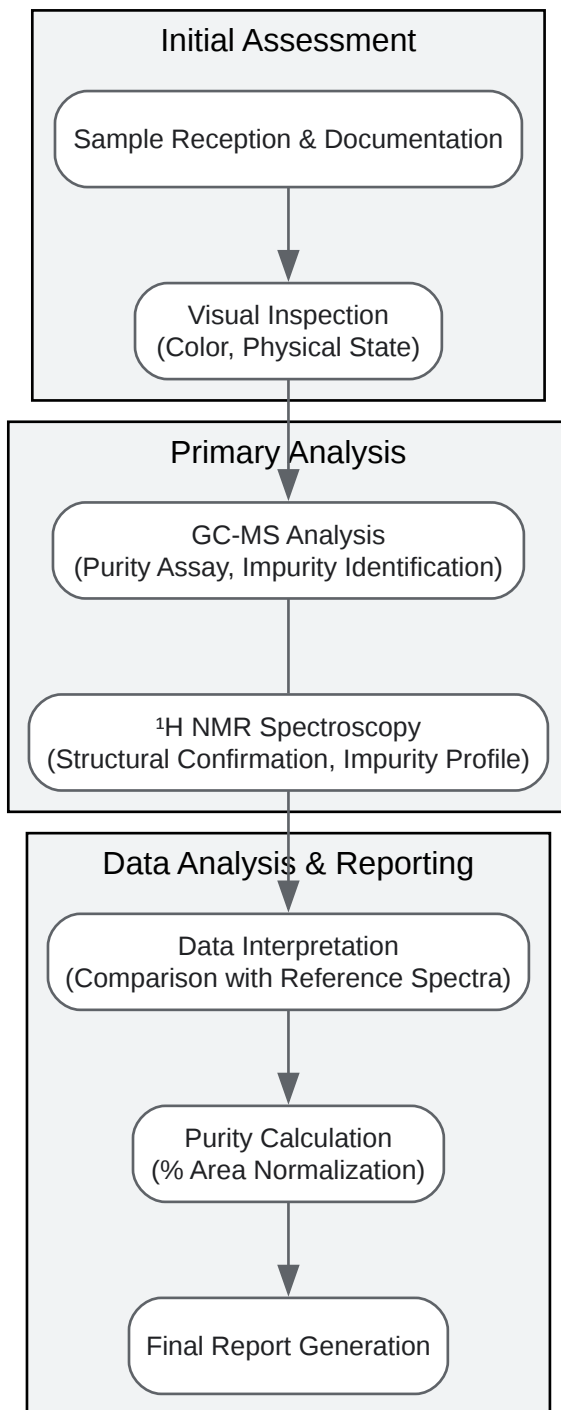 Initial Assessment
Sample Reception & Documentation
Visual Inspection
(Color, Physical State)
Primary Analysis
GC-MS Analysis
(Purity Assay, Impurity Identification)
¹H NMR Spectroscopy
(Structural Confirmation, Impurity Profile)
Data Analysis & Reporting
Data Interpretation
(Comparison with Reference Spectra)
Purity Calculation
(% Area Normalization)
Final Report Generation